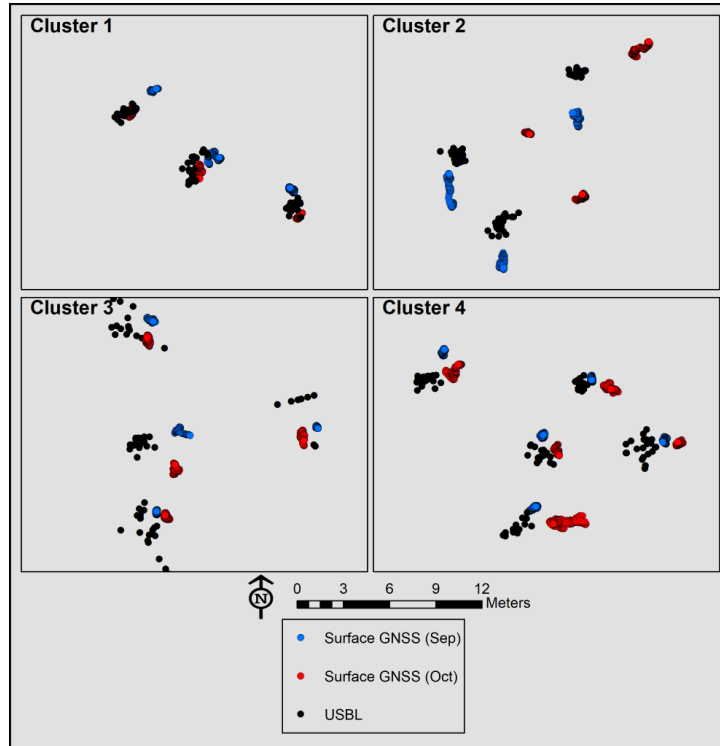 Cluster 1
Cluster 2
Cluster 3
Cluster 4
N
0 3 6 9 12
Meters
Surface GNSS (Sep)
Surface GNSS (Oct)
USBL